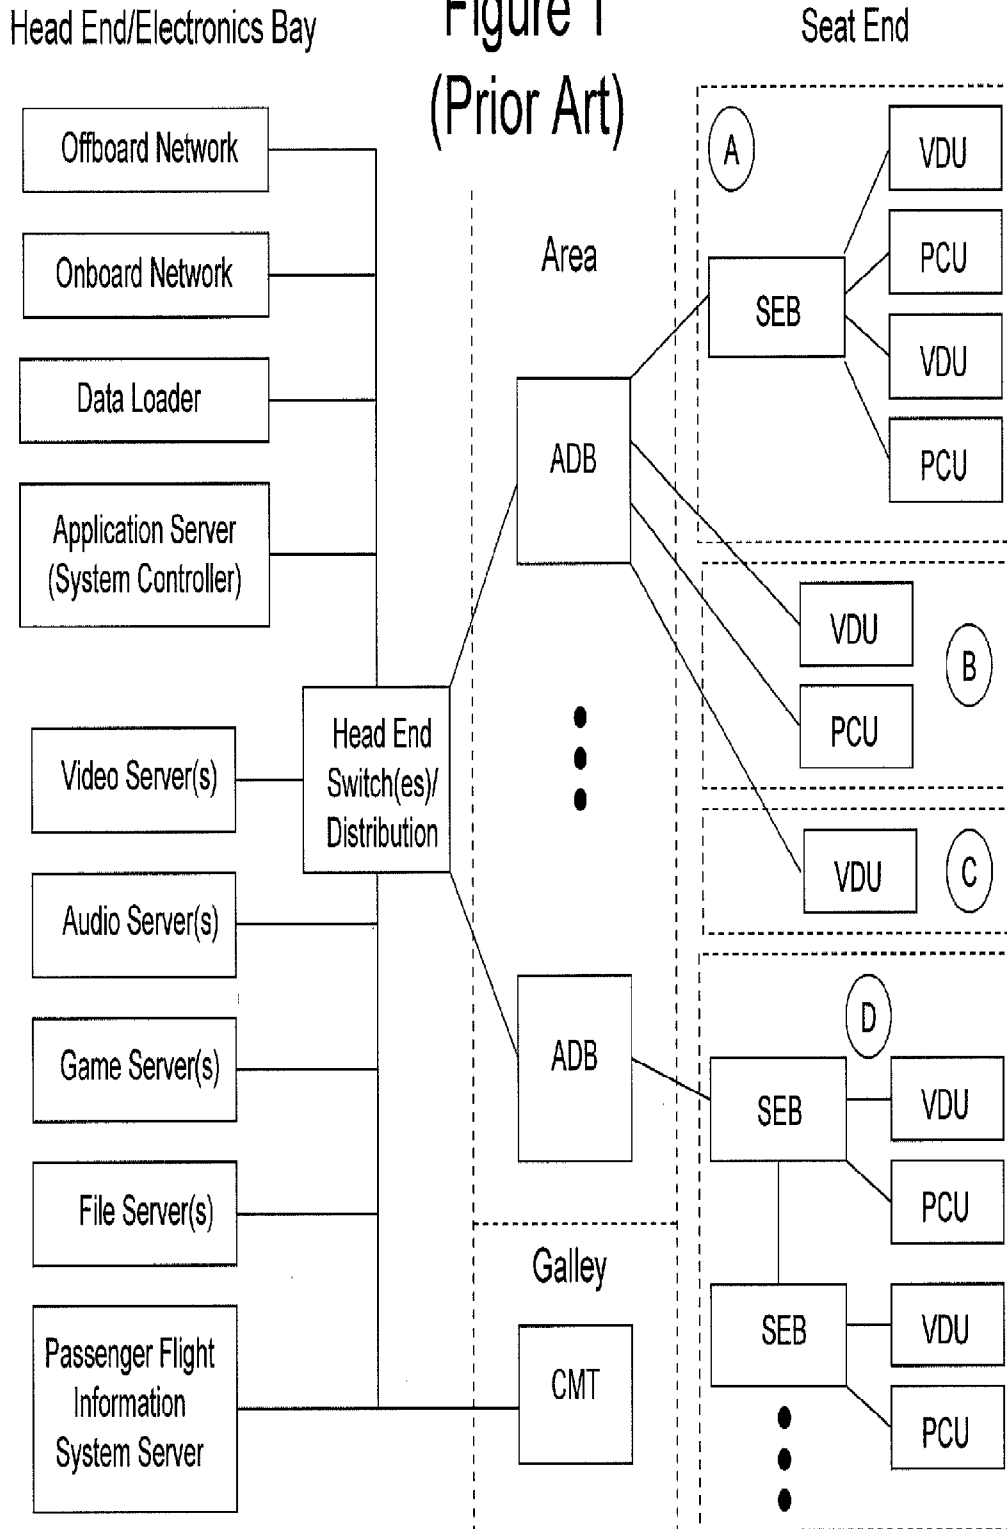 Head End/Electronics Bay
Figure 1
(Prior Art)
Seat End
Offboard Network
Onboard Network
Data Loader
Application Server
(System Controller)
Video Server(s)
Audio Server(s)
Game Server(s)
File Server(s)
Passenger Flight
Information
System Server
Head End
Switch(es)/
Distribution
Area
ADB
ADB
Galley
CMT
A
SEB
VDU
PCU
VDU
PCU
B
VDU
PCU
C
VDU
D
SEB
VDU
PCU
SEB
VDU
PCU